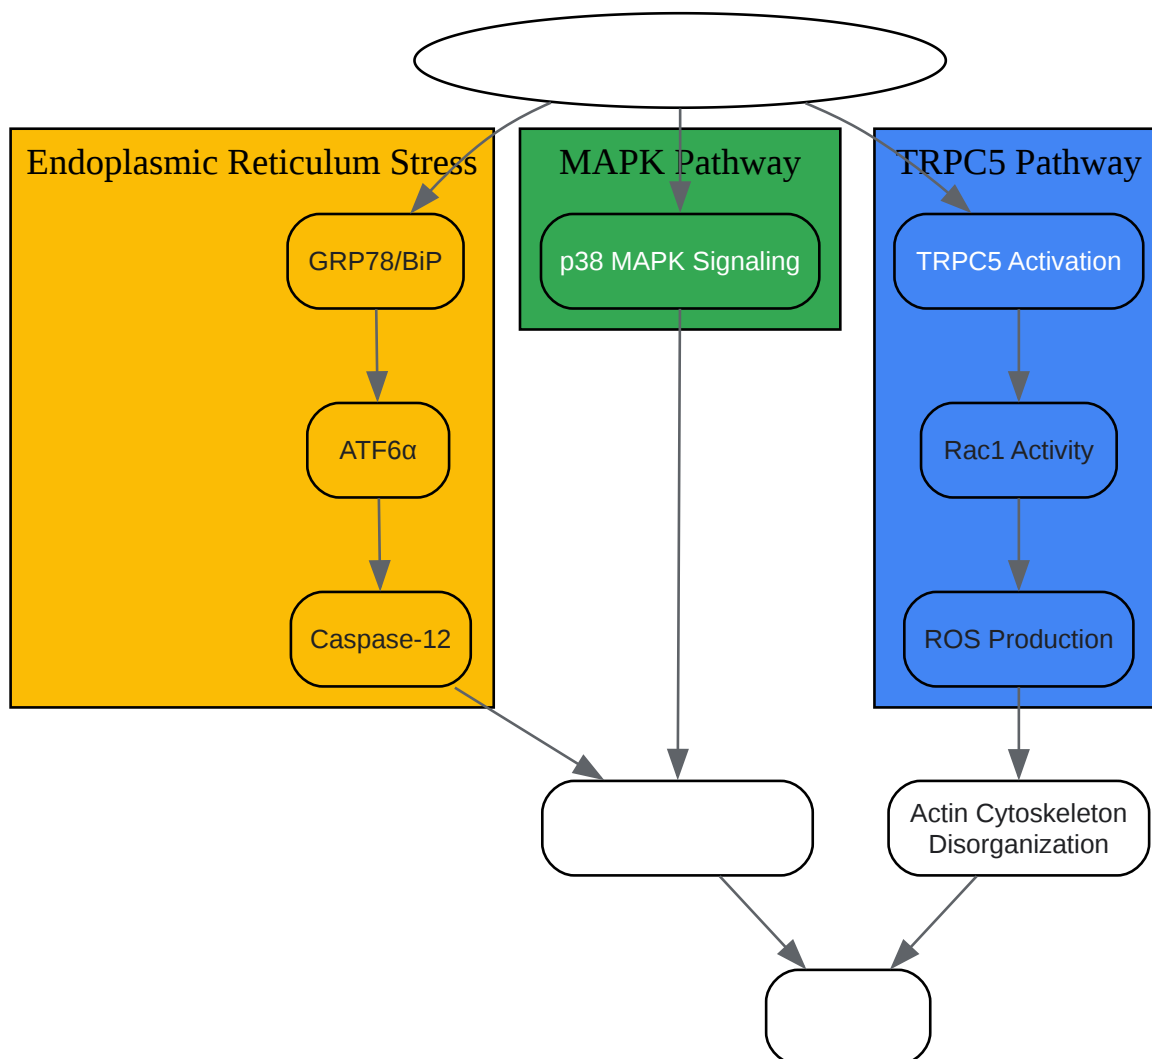 Endoplasmic Reticulum Stress
MAPK Pathway
TRPC5 Pathway
GRP78/BiP
p38 MAPK Signaling
TRPC5 Activation
ATF6α
Rac1 Activity
Caspase-12
ROS Production
Actin Cytoskeleton
Disorganization